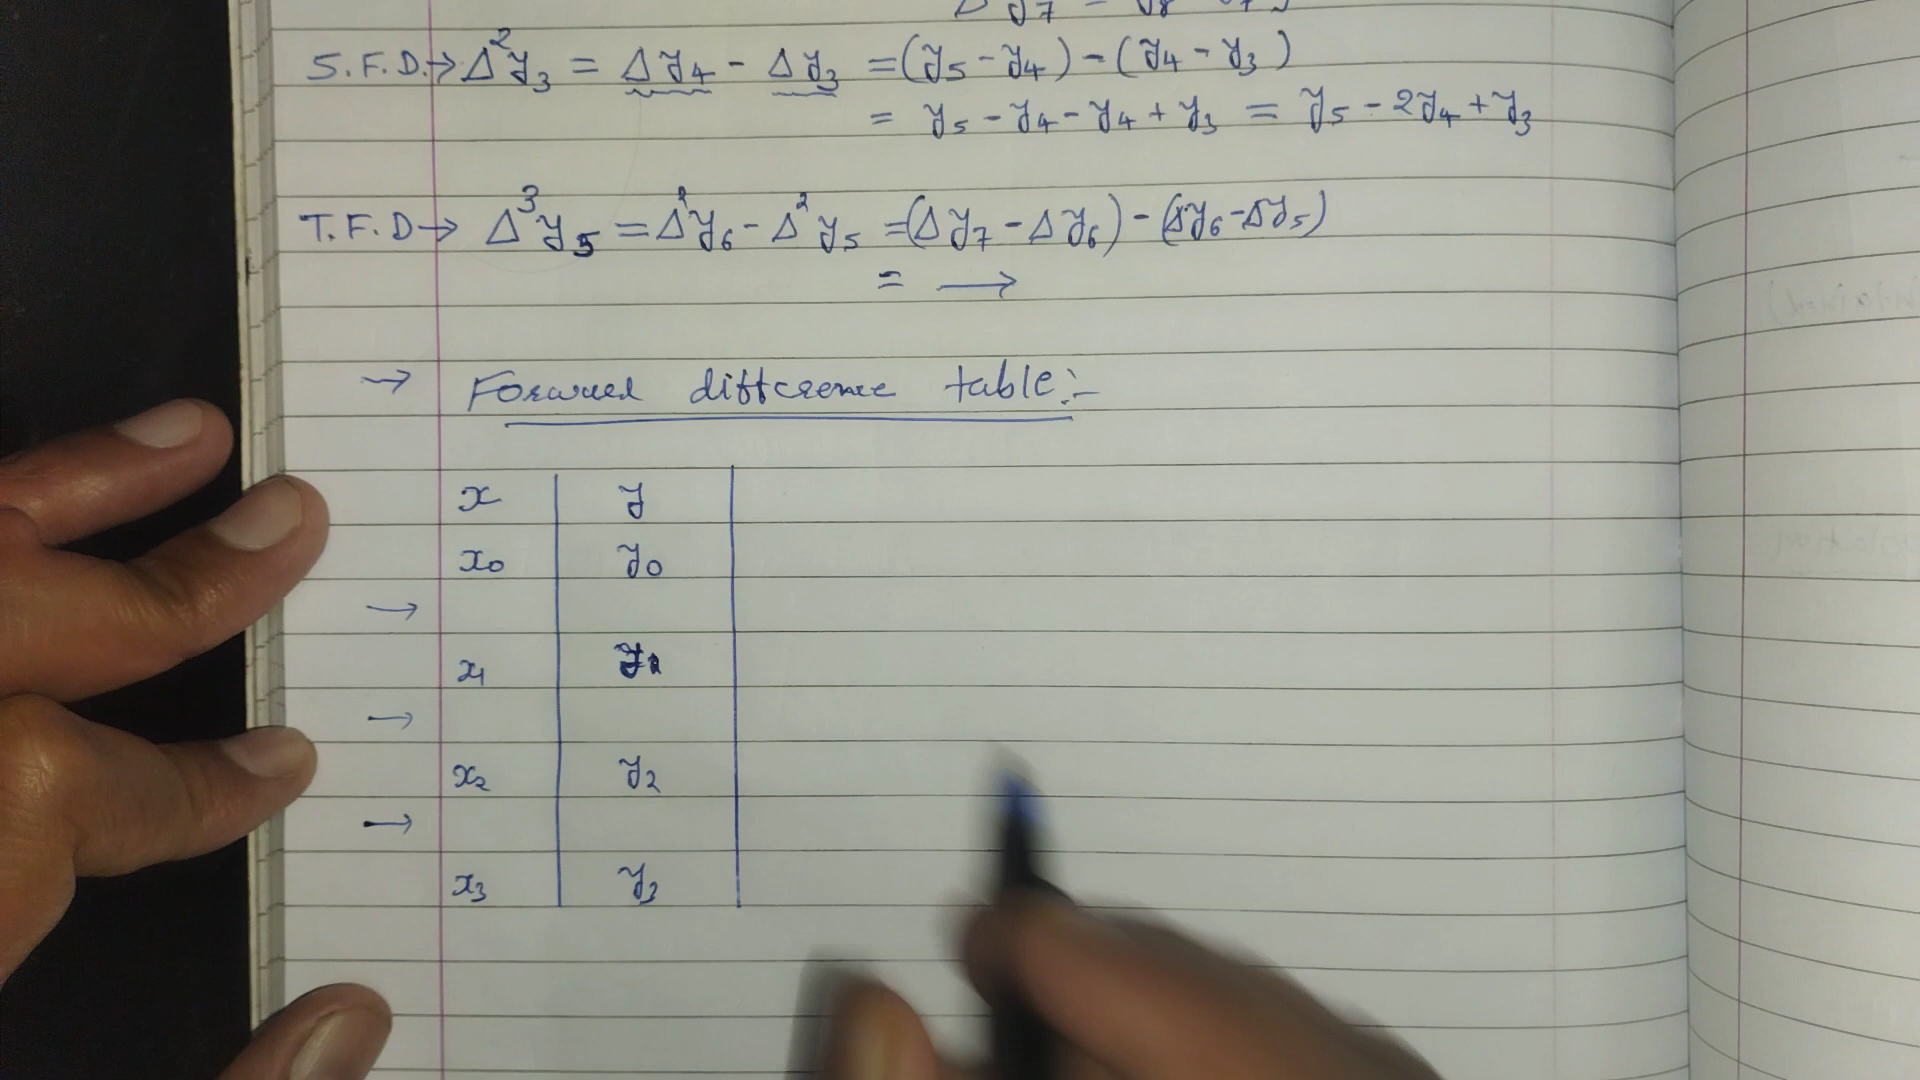 S.F.D.→ Δ²y₃ = Δy₄ - Δy₃ = (y₅ - y₄) - (y₄ - y₃)
= y₅ - y₄ - y₄ + y₃ = y₅ - 2y₄ + y₃
T.F.D→ Δ³y₅ = Δ²y₆ - Δ²y₅ = (Δy₇ - Δy₆) - (Δy₆ - Δy₅)
= →
→ Forward difference table:-
x y
x₀ y₀
→
x₁ y₁
→
x₂ y₂
→
x₃ y₃